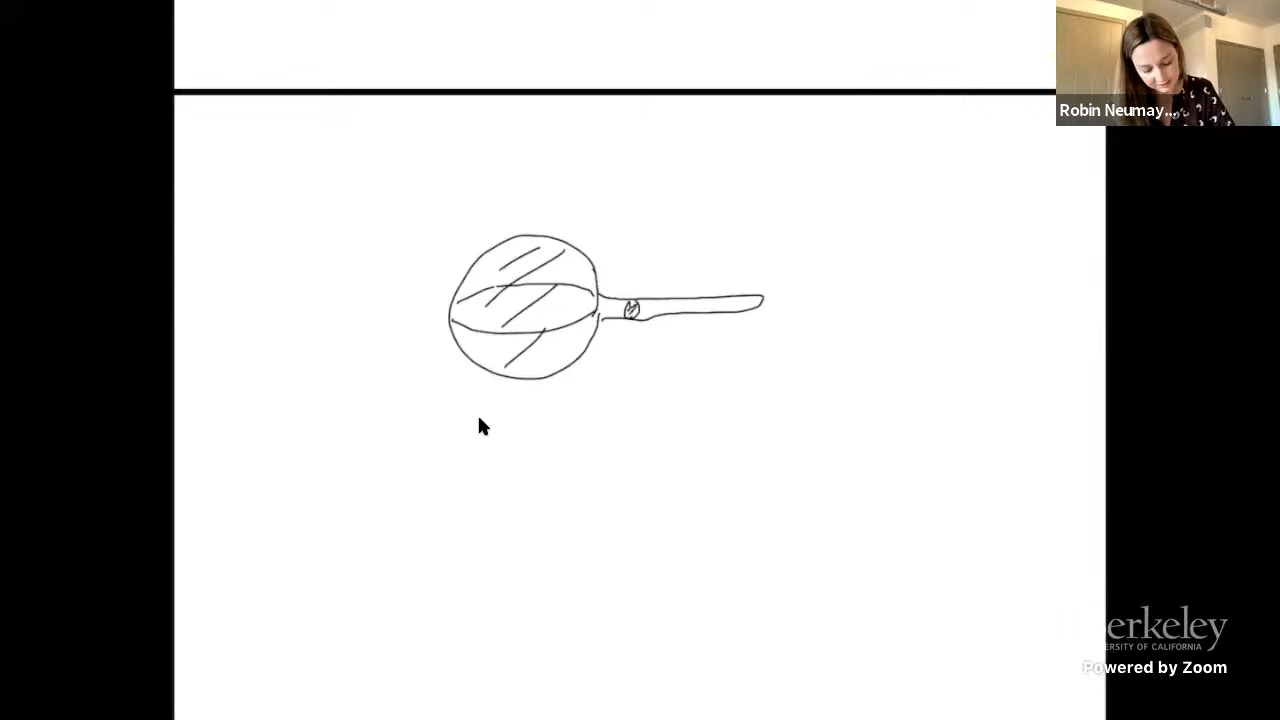 Robin Neumay...
erkeley
ERSITY OF CALIFORNIA
Powered by Zoom